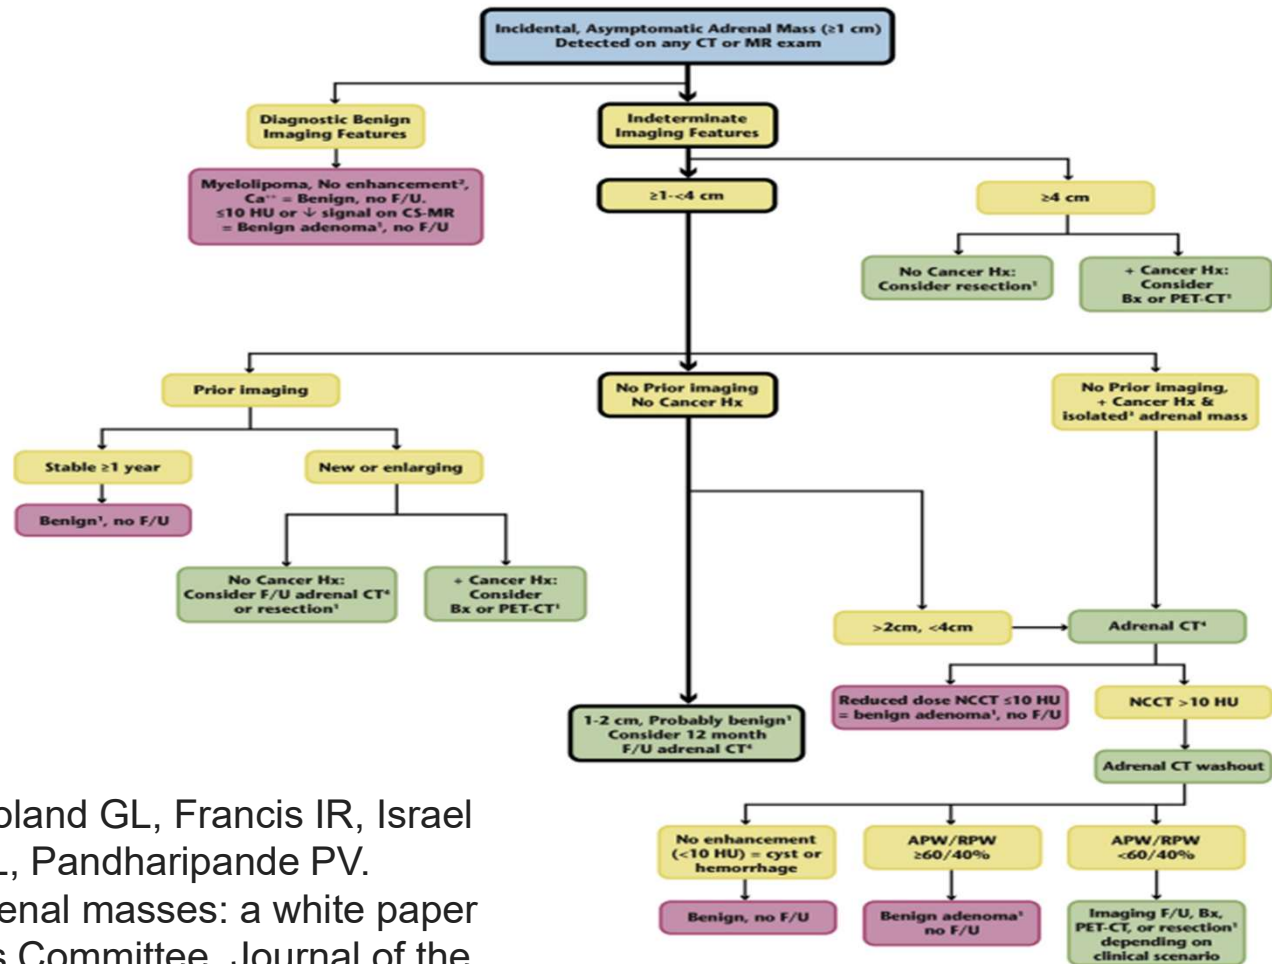 Incidental, Asymptomatic Adrenal Mass (≥1 cm)
Detected on any CT or MR exam
Diagnostic Benign
Imaging Features
Indeterminate
Imaging Features
Myelolipoma, No enhancement²,
Ca⁺⁺ = Benign, no F/U.
≤10 HU or ↓ signal on CS-MR
= Benign adenoma¹, no F/U
≥1-<4 cm
≥4 cm
No Cancer Hx:
Consider resection¹
+ Cancer Hx:
Consider
Bx or PET-CT¹
Prior imaging
No Prior imaging
No Cancer Hx
No Prior imaging,
+ Cancer Hx &
isolated³ adrenal mass
Stable ≥1 year
New or enlarging
Benign¹, no F/U
No Cancer Hx:
Consider F/U adrenal CT⁴
or resection¹
+ Cancer Hx:
Consider
Bx or PET-CT¹
>2cm, <4cm
Adrenal CT⁴
1-2 cm, Probably benign¹
Consider 12 month
F/U adrenal CT⁴
Reduced dose NCCT ≤10 HU
= benign adenoma¹, no F/U
NCCT >10 HU
Adrenal CT washout
No enhancement
(<10 HU) = cyst or
hemorrhage
APW/RPW
≥60/40%
APW/RPW
<60/40%
Benign, no F/U
Benign adenoma¹
no F/U
Imaging F/U, Bx,
PET-CT, or resection¹
depending on
clinical scenario
oland GL, Francis IR, Israel
L, Pandharipande PV.
enal masses: a white paper
s Committee. Journal of the